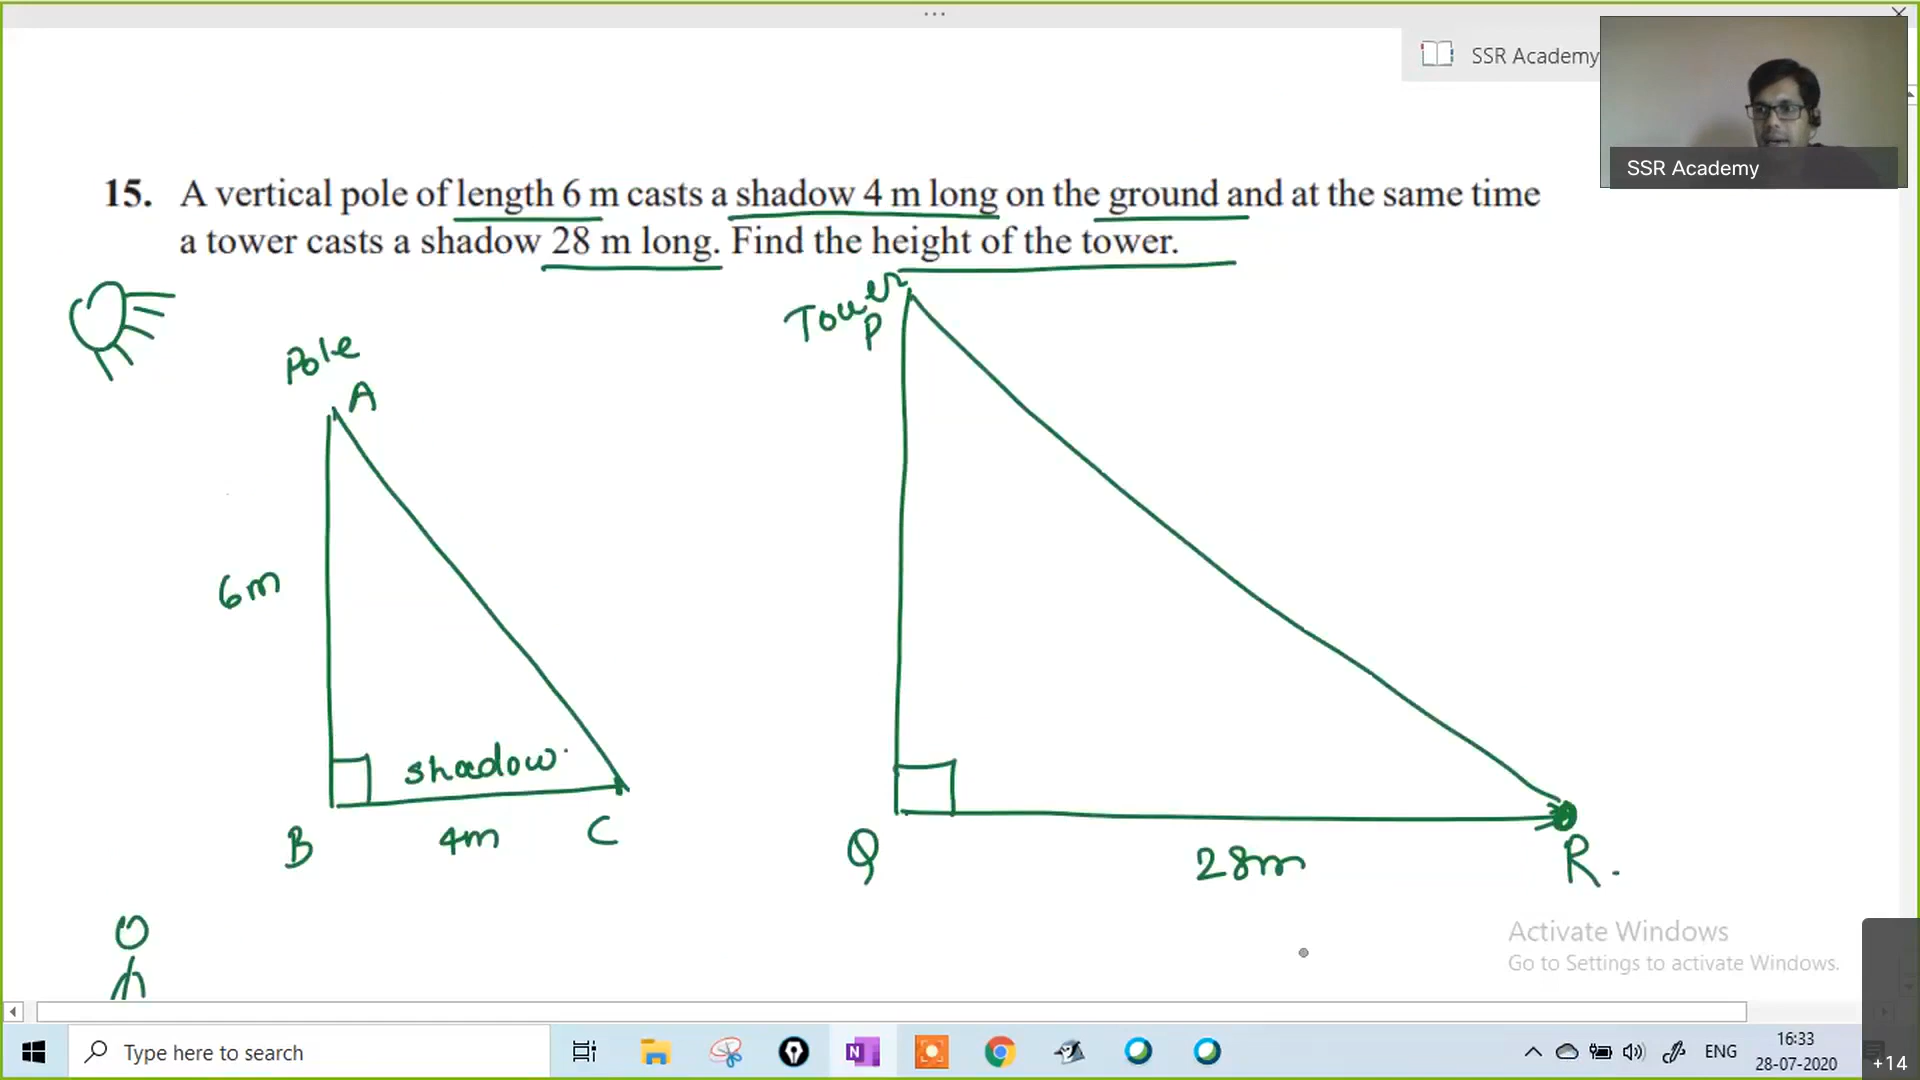 SSR Academy
SSR Academy
15. A vertical pole of length 6 m casts a shadow 4 m long on the ground and at the same time
a tower casts a shadow 28 m long. Find the height of the tower.
Tower
P
Pole
A
6m
shadow
B
4m
C
Q
28m
R.
Activate Windows
Go to Settings to activate Windows.
Type here to search
ENG
16:33
28-07-2020
+14